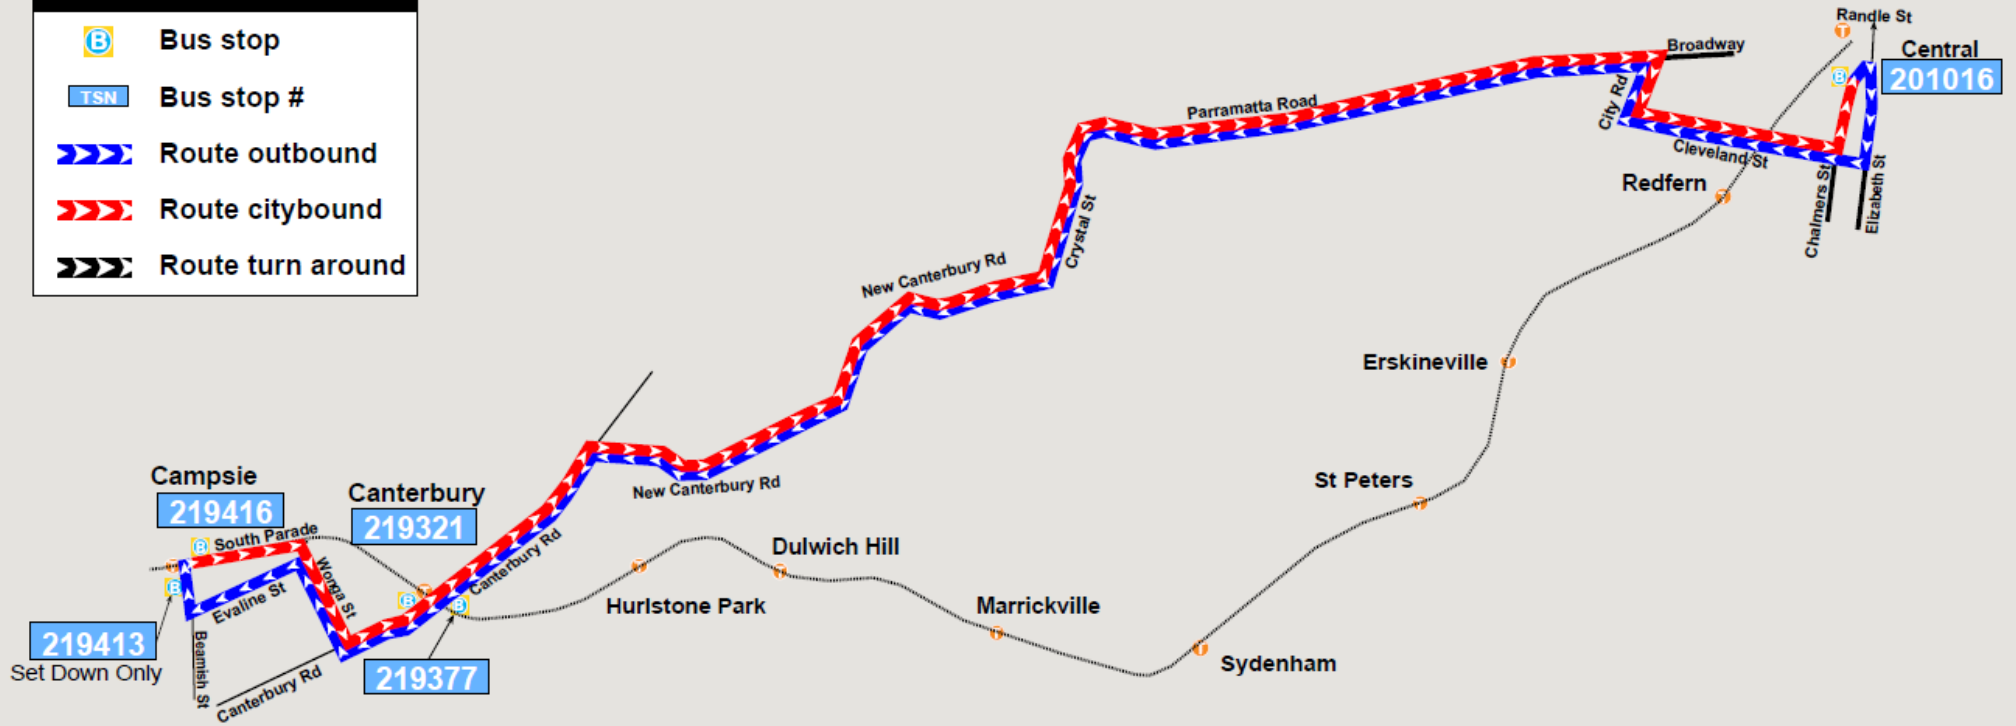 B
Bus stop
TSN
Bus stop #
Route outbound
Route citybound
Route turn around
Randle St
T
Central
201016
B
Broadway
City Rd
Parramatta Road
Cleveland St
Redfern
T
Chalmers St
Elizabeth St
Crystal St
New Canterbury Rd
Erskineville
T
New Canterbury Rd
St Peters
T
Campsie
219416
B
South Parade
Canterbury
219321
T
B
B
Canterbury Rd
Wonga St
Evaline St
T
B
219413
Set Down Only
Beamish St
Canterbury Rd
219377
Hurlstone Park
T
Dulwich Hill
T
Marrickville
T
Sydenham
T